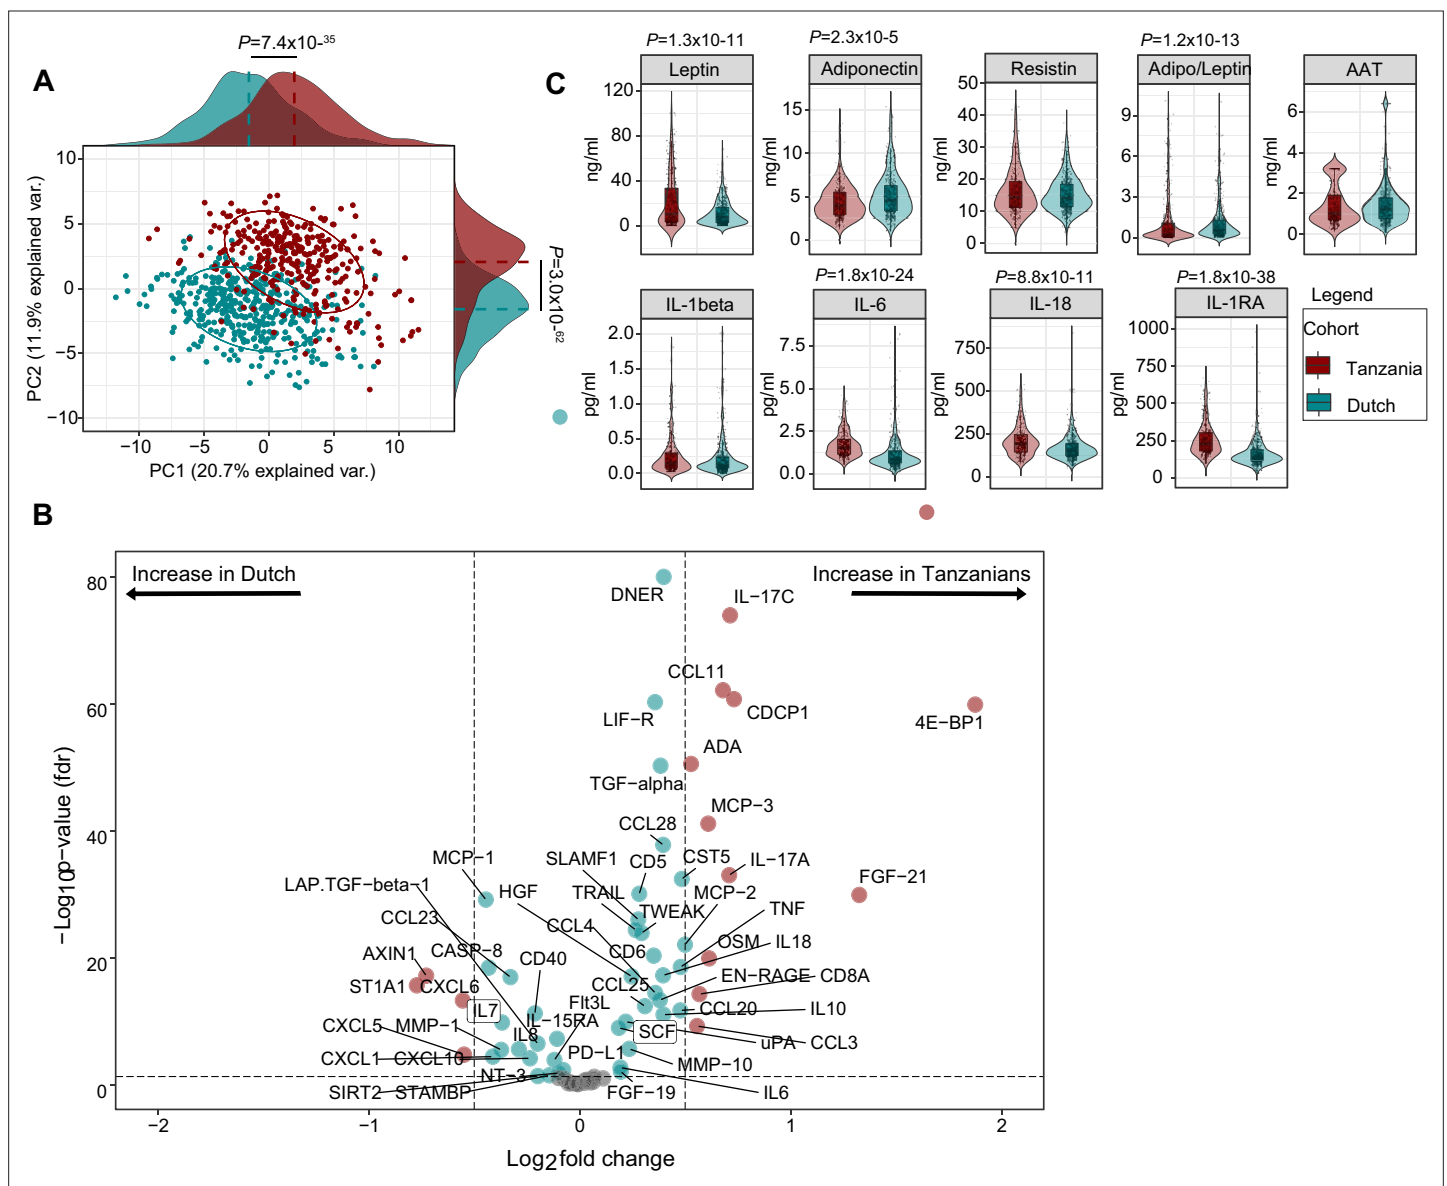 A
P=7.4x10-35
10
5
0
−5
−10
PC2 (11.9% explained var.)
−10
−5
0
5
10
PC1 (20.7% explained var.)
P=3.0x10-62
C
P=1.3x10-11
Leptin
120
80
40
0
ng/ml
P=2.3x10-5
Adiponectin
15
10
5
0
mg/ml
Resistin
50
40
30
20
10
0
ng/ml
P=1.2x10-13
Adipo/Leptin
9
6
3
0
AAT
6
4
2
0
mg/ml
IL-1beta
2.0
1.5
1.0
0.5
0.0
pg/ml
P=1.8x10-24
IL-6
7.5
5.0
2.5
0.0
pg/ml
P=8.8x10-11
IL-18
750
500
250
0
pg/ml
P=1.8x10-38
IL-1RA
1000
750
500
250
0
pg/ml
Legend
Cohort
Tanzania
Dutch
B
Increase in Dutch
Increase in Tanzanians
80
60
40
20
0
−Log10p−value (fdr)
DNER
IL−17C
CCL11
CDCP1
LIF−R
4E−BP1
ADA
TGF−alpha
MCP−3
CCL28
MCP−1
SLAMF1
CD5
CST5
IL−17A
LAP.TGF−beta−1
HGF
TRAIL
MCP−2
FGF−21
CCL23
CCL4
TWEAK
TNF
AXIN1
CASP−8
CD40
CD6
OSM
IL18
ST1A1
CXCL6
CCL25
EN−RAGE
CD8A
IL7
Flt3L
CCL20
IL10
CXCL5
MMP−1
IL8
IL−15RA
SCF
uPA
CCL3
CXCL1
CXCL10
PD−L1
MMP−10
NT−3
SIRT2
STAMBP
FGF−19
IL6
−2
−1
0
1
2
Log2fold change